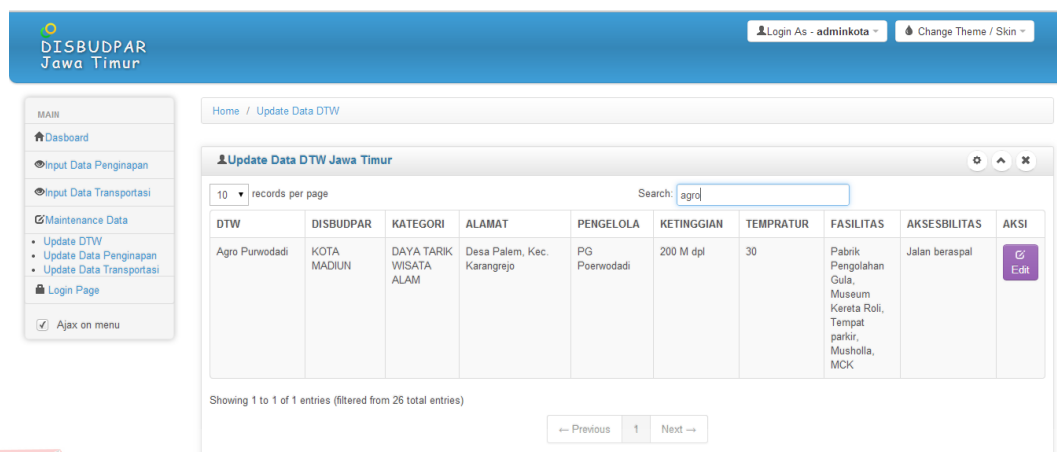 DISBUDPAR
Jawa Timur
Login As - adminkota
Change Theme / Skin
MAIN
Dasboard
Input Data Penginapan
Input Data Transportasi
Maintenance Data
Update DTW
Update Data Penginapan
Update Data Transportasi
Login Page
Ajax on menu
Home / Update Data DTW
Update Data DTW Jawa Timur
10 records per page
Search: agro
DTW DISBUDPAR KATEGORI ALAMAT PENGELOLA KETINGGIAN TEMPRATUR FASILITAS AKSESBILITAS AKSI
Agro Purwodadi
KOTA
MADIUN
DAYA TARIK
WISATA
ALAM
Desa Palem, Kec.
Karangrejo
PG
Poerwodadi
200 M dpl
30
Pabrik
Pengolahan
Gula,
Museum
Kereta Roli,
Tempat
parkir,
Musholla,
MCK
Jalan beraspal
Edit
Showing 1 to 1 of 1 entries (filtered from 26 total entries)
← Previous 1 Next →